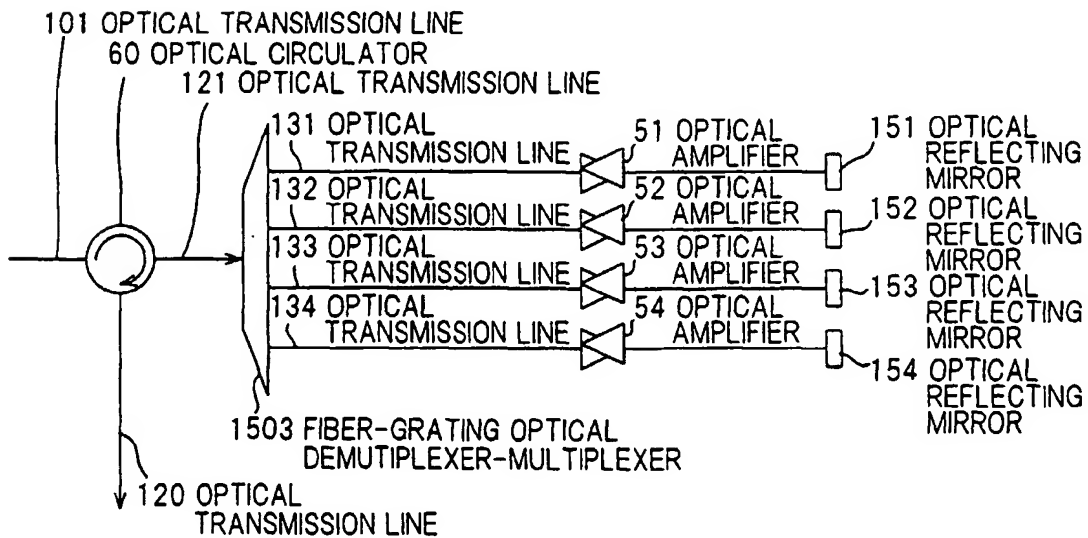 101 OPTICAL TRANSMISSION LINE
60 OPTICAL CIRCULATOR
121 OPTICAL TRANSMISSION LINE
131 OPTICAL
TRANSMISSION LINE
51 OPTICAL
AMPLIFIER
151 OPTICAL
REFLECTING
MIRROR
132 OPTICAL
TRANSMISSION LINE
52 OPTICAL
AMPLIFIER
152 OPTICAL
REFLECTING
MIRROR
133 OPTICAL
TRANSMISSION LINE
53 OPTICAL
AMPLIFIER
153 OPTICAL
REFLECTING
MIRROR
134 OPTICAL
TRANSMISSION LINE
54 OPTICAL
AMPLIFIER
154 OPTICAL
REFLECTING
MIRROR
1503 FIBER-GRATING OPTICAL
DEMUTIPLEXER-MULTIPLEXER
120 OPTICAL
TRANSMISSION LINE